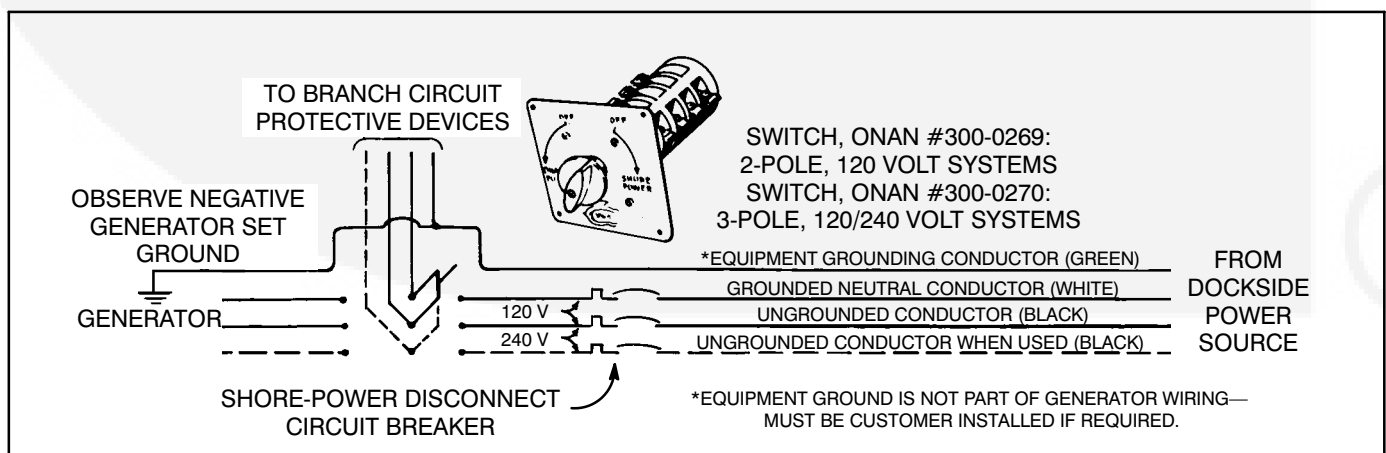 TO BRANCH CIRCUIT
PROTECTIVE DEVICES
OFF
OFF
SHORE
POWER
SWITCH, ONAN #300-0269:
2-POLE, 120 VOLT SYSTEMS
SWITCH, ONAN #300-0270:
3-POLE, 120/240 VOLT SYSTEMS
OBSERVE NEGATIVE
GENERATOR SET
GROUND
*EQUIPMENT GROUNDING CONDUCTOR (GREEN)
GROUNDED NEUTRAL CONDUCTOR (WHITE)
FROM
DOCKSIDE
POWER
SOURCE
GENERATOR
120 V
UNGROUNDED CONDUCTOR (BLACK)
240 V
UNGROUNDED CONDUCTOR WHEN USED (BLACK)
SHORE-POWER DISCONNECT
CIRCUIT BREAKER
*EQUIPMENT GROUND IS NOT PART OF GENERATOR WIRING—
MUST BE CUSTOMER INSTALLED IF REQUIRED.